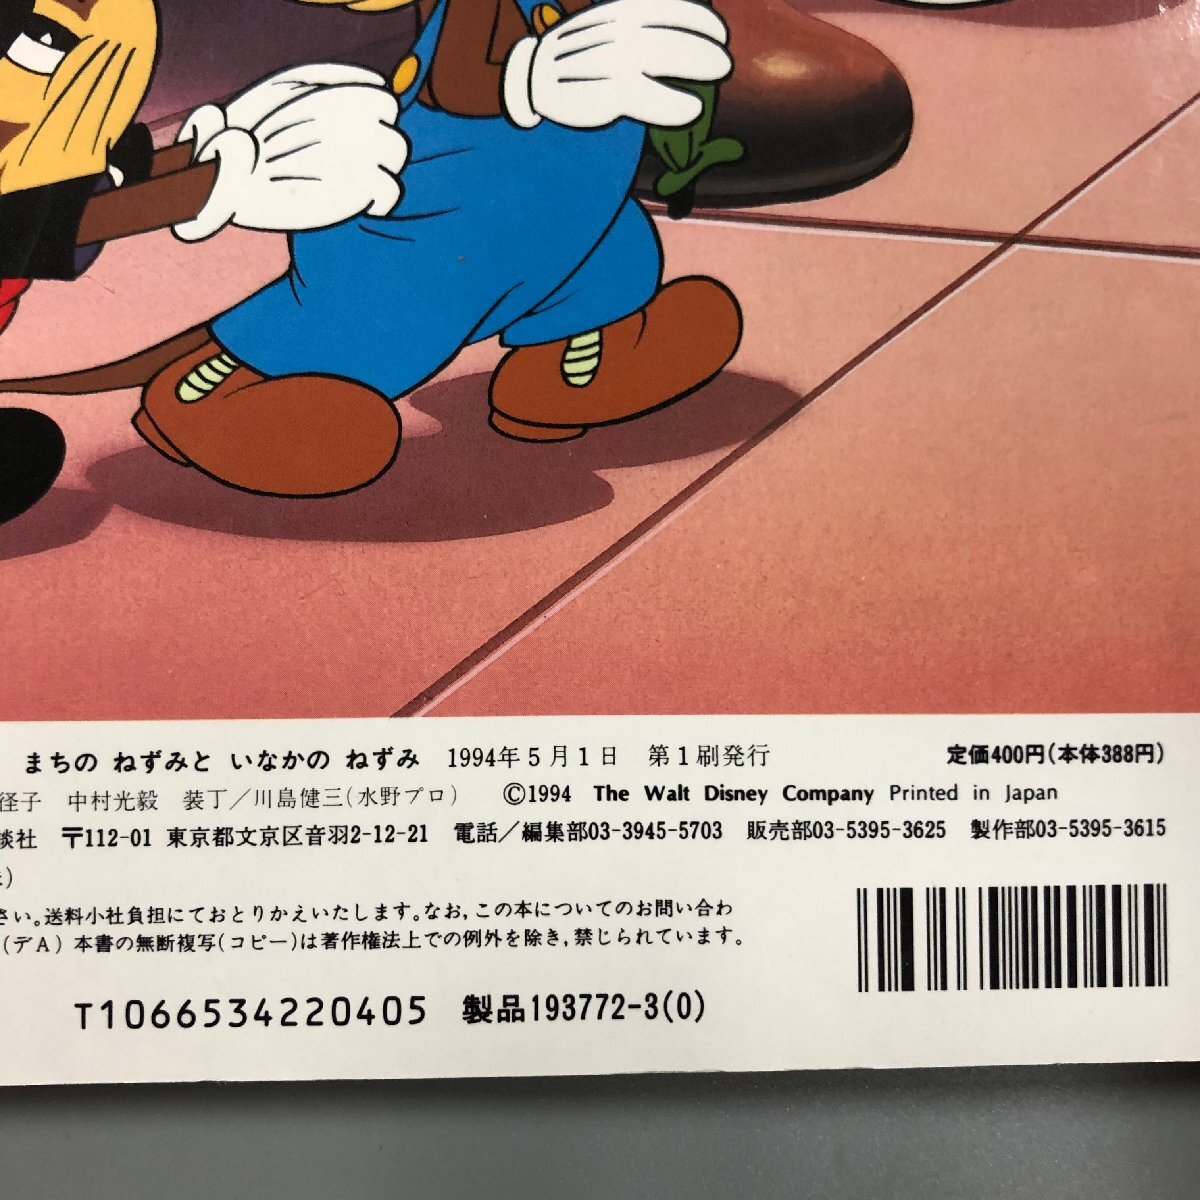 まちの ねずみと いなかの ねずみ 1994年5月1日 第1刷発行 定価400円(本体388円)
径子 中村光毅 装丁／川島健三(水野プロ) ©1994 The Walt Disney Company Printed in Japan
談社 〒112-01 東京都文京区音羽2-12-21 電話／編集部03-3945-5703 販売部03-5395-3625 製作部03-5395-3615
さい。送料小社負担にておとりかえいたします。なお,この本についてのお問い合わ
(デA) 本書の無断複写(コピー)は著作権法上での例外を除き,禁じられています。
T1066534220405 製品193772-3(0)